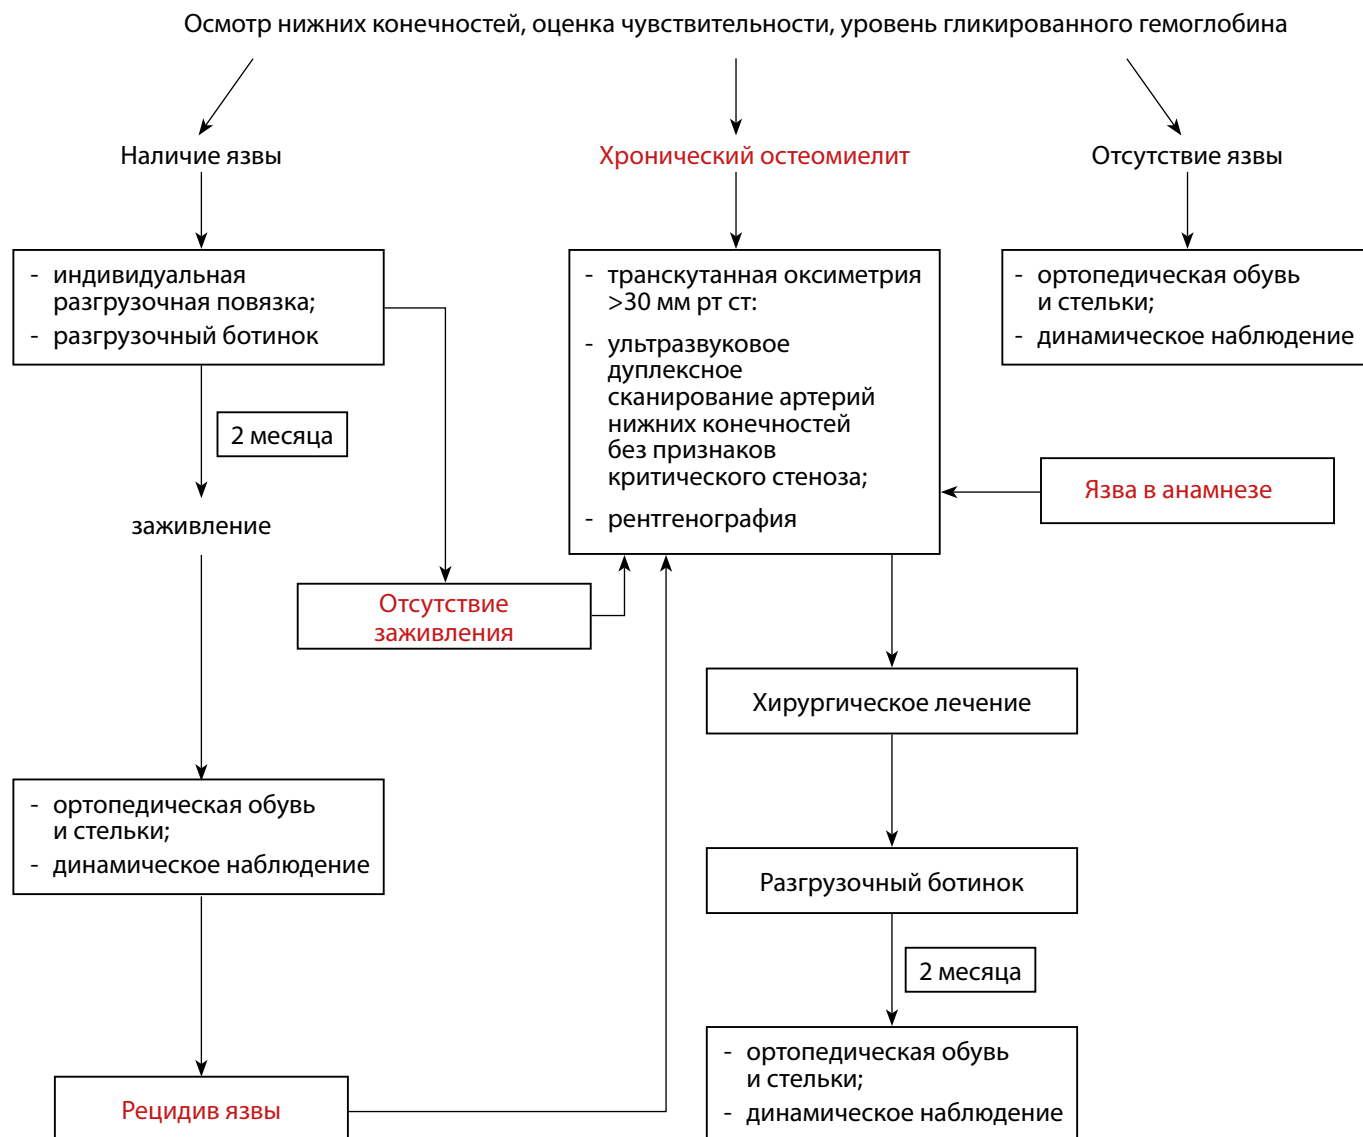 Осмотр нижних конечностей, оценка чувствительности, уровень гликированного гемоглобина
Наличие язвы
Хронический остеомиелит
Отсутствие язвы
- индивидуальная
разгрузочная повязка;
- разгрузочный ботинок
- транскутанная оксиметрия
>30 мм рт ст:
- ультразвуковое
дуплексное
сканирование артерий
нижних конечностей
без признаков
критического стеноза;
- рентгенография
- ортопедическая обувь
и стельки;
- динамическое наблюдение
2 месяца
Язва в анамнезе
заживление
Отсутствие
заживления
Хирургическое лечение
- ортопедическая обувь
и стельки;
- динамическое наблюдение
Разгрузочный ботинок
2 месяца
Рецидив язвы
- ортопедическая обувь
и стельки;
- динамическое наблюдение